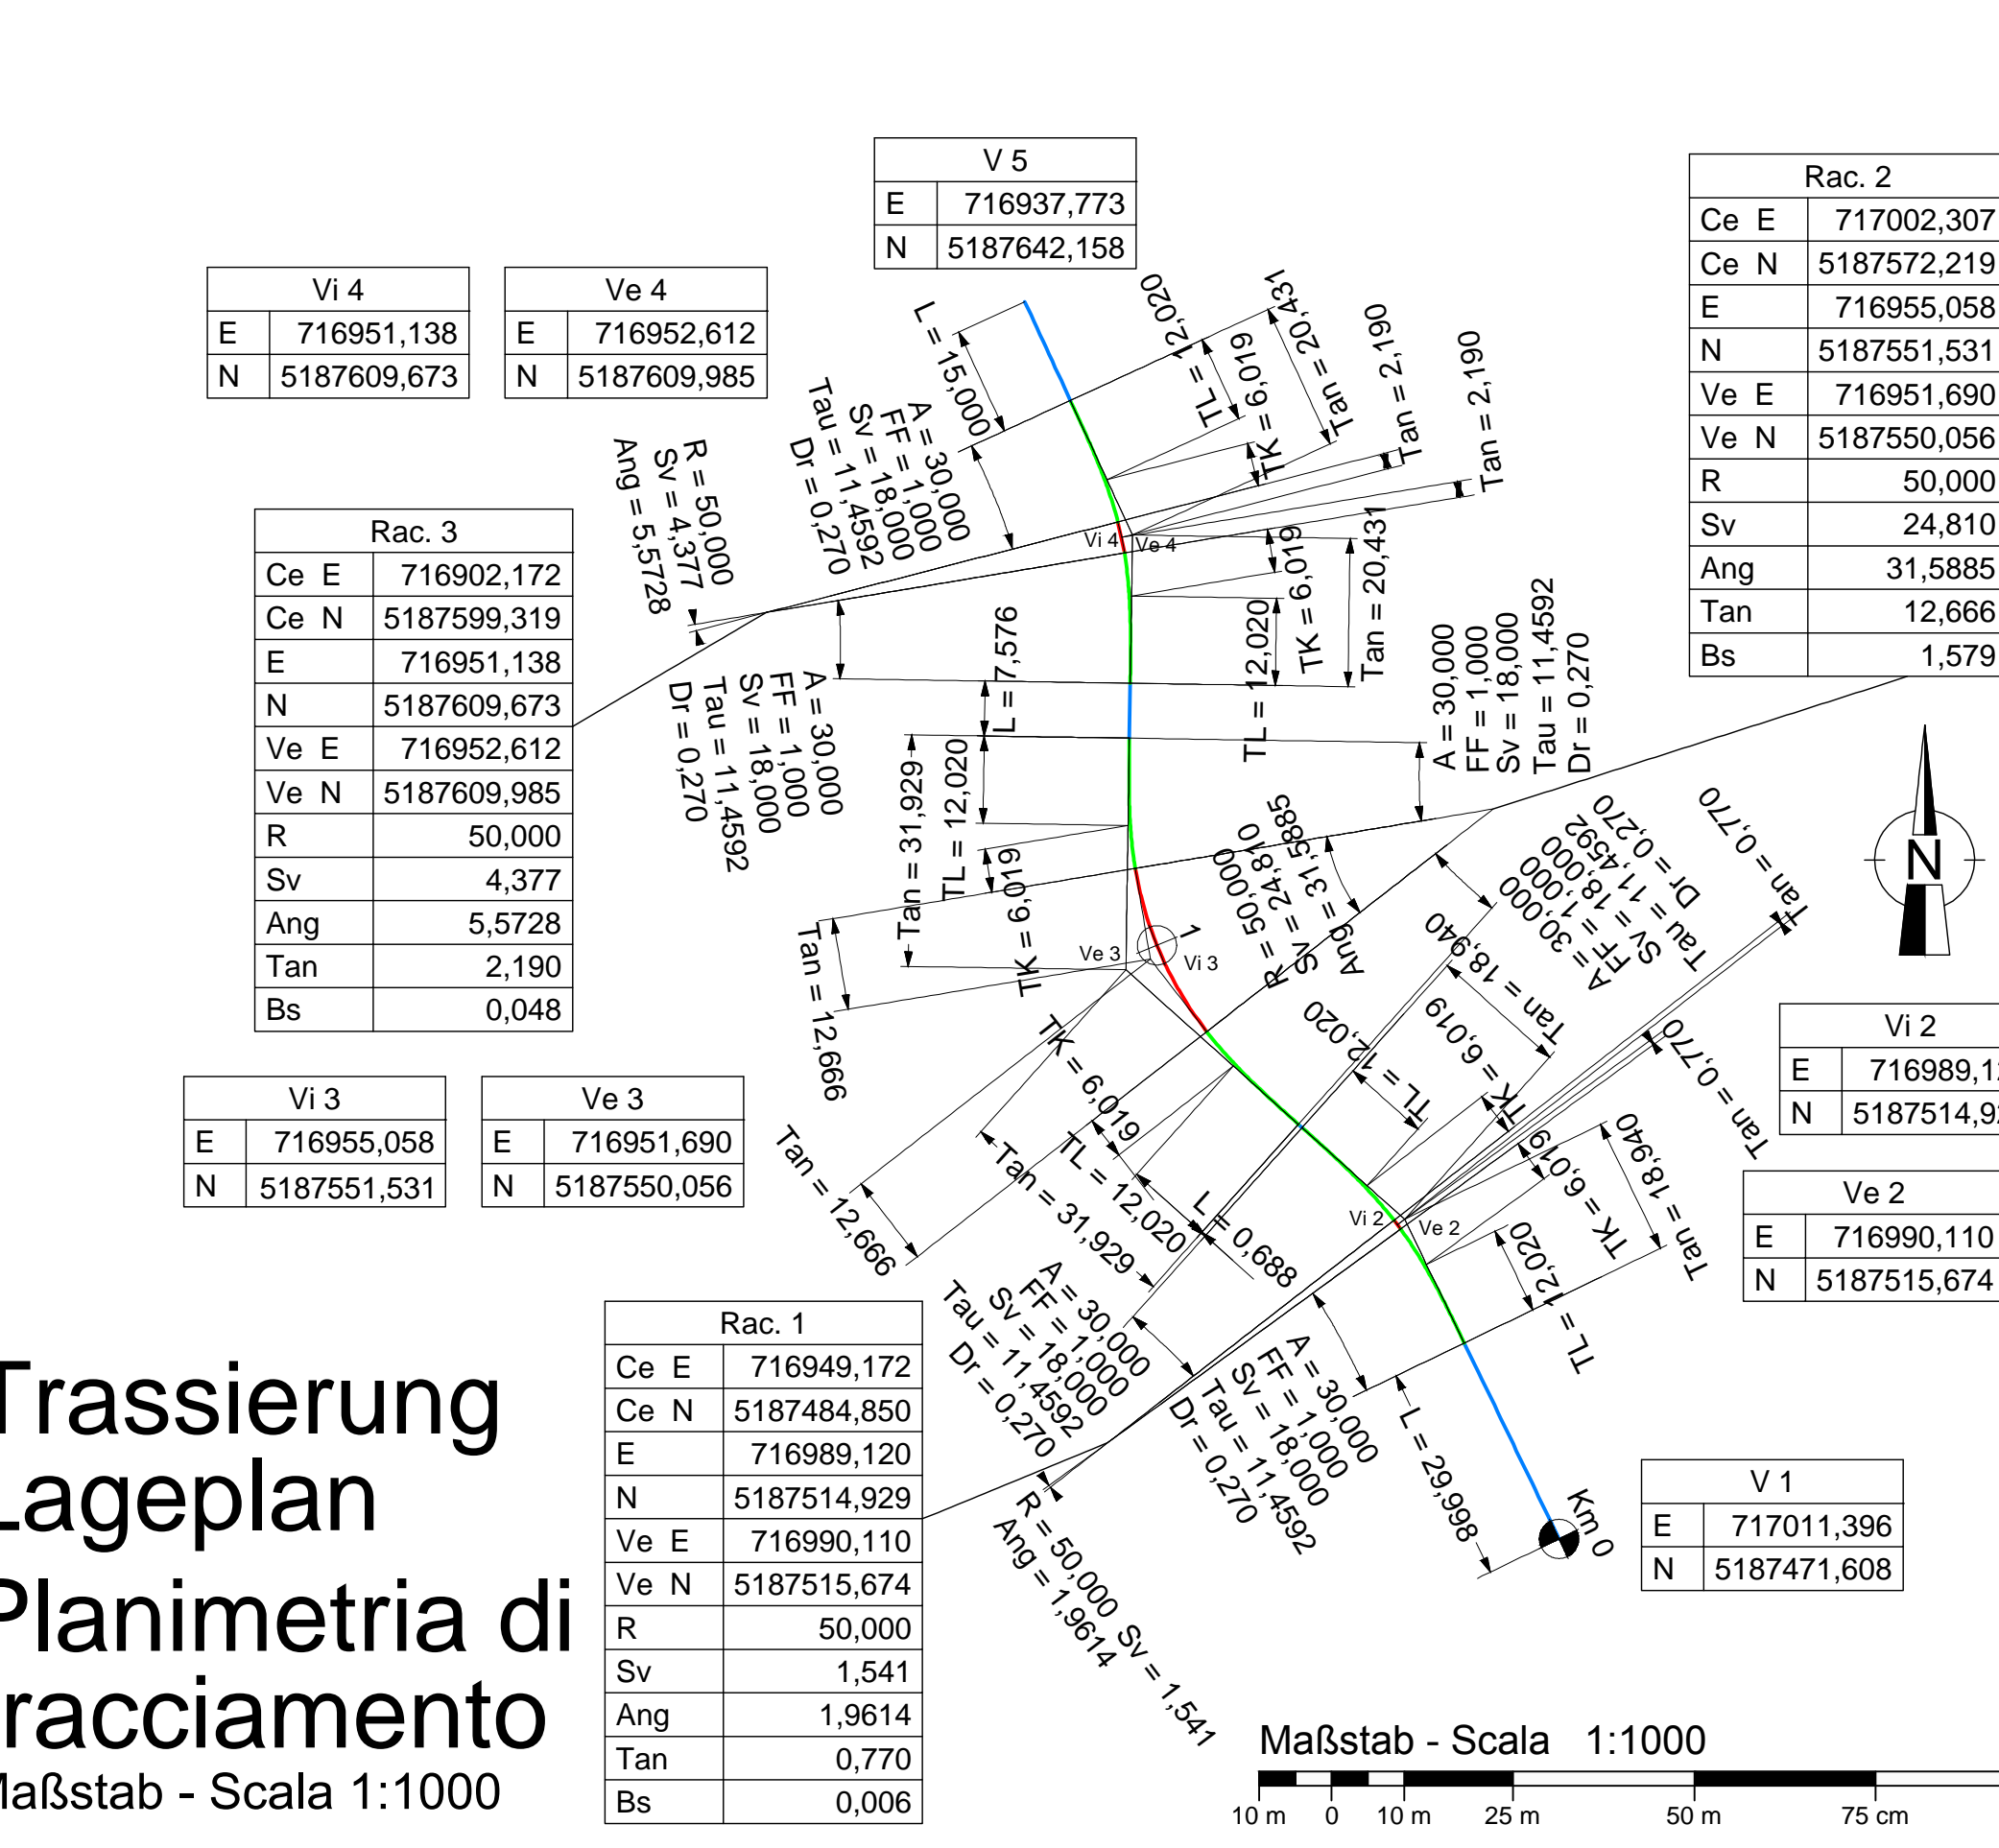 V 5
E 716937,773
N 5187642,158
Rac. 2
Ce E 717002,307
Ce N 5187572,219
E 716955,058
N 5187551,531
Ve E 716951,690
Ve N 5187550,056
R 50,000
Sv 24,810
Ang 31,5885
Tan 12,666
Bs 1,579
Vi 4
E 716951,138
N 5187609,673
Ve 4
E 716952,612
N 5187609,985
L = 15,000
TL = 12,020
TK = 6,019
Tan = 20,431
Tan = 2,190
Tan = 2,190
A = 30,000
FF = 1,000
Sv = 18,000
Tau = 11,4592
Dr = 0,270
R = 50,000
Sv = 4,377
Ang = 5,5728
Vi 4
Ve 4
Rac. 3
Ce E 716902,172
Ce N 5187599,319
E 716951,138
N 5187609,673
Ve E 716952,612
Ve N 5187609,985
R 50,000
Sv 4,377
Ang 5,5728
Tan 2,190
Bs 0,048
TK = 6,019
Tan = 20,431
TL = 12,020
L = 7,576
A = 30,000
FF = 1,000
Sv = 18,000
Tau = 11,4592
Dr = 0,270
A = 30,000
FF = 1,000
Sv = 18,000
Tau = 11,4592
Dr = 0,270
Tan = 31,929
TL = 12,020
TK = 6,019
Tan = 12,666
R = 50,000
Sv = 24,810
Ang = 31,5885
Ve 3
Vi 3
1
A = 30,000
FF = 1,000
Sv = 18,000
Tau = 11,4592
Dr = 0,270
Tan = 0,770
Tan = 0,770
N
Tan = 18,940
TK = 6,019
TL = 12,020
Vi 2
E 716989,1
N 5187514,9
Ve 2
E 716990,110
N 5187515,674
Vi 3
E 716955,058
N 5187551,531
Ve 3
E 716951,690
N 5187550,056
TK = 6,019
TL = 12,020
Tan = 31,929
Tan = 12,666
L = 0,688
Vi 2
Ve 2
TK = 6,019
Tan = 18,940
TL = 12,020
A = 30,000
FF = 1,000
Sv = 18,000
Tau = 11,4592
Dr = 0,270
A = 30,000
FF = 1,000
Sv = 18,000
Tau = 11,4592
Dr = 0,270
L = 29,998
Km 0
R = 50,000 Sv = 1,541
Ang = 1,9614
Rac. 1
Ce E 716949,172
Ce N 5187484,850
E 716989,120
N 5187514,929
Ve E 716990,110
Ve N 5187515,674
R 50,000
Sv 1,541
Ang 1,9614
Tan 0,770
Bs 0,006
V 1
E 717011,396
N 5187471,608
Trassierung
Lageplan
Planimetria di
racciamento
Maßstab - Scala 1:1000
Maßstab - Scala 1:1000
10 m 0 10 m 25 m 50 m 75 cm